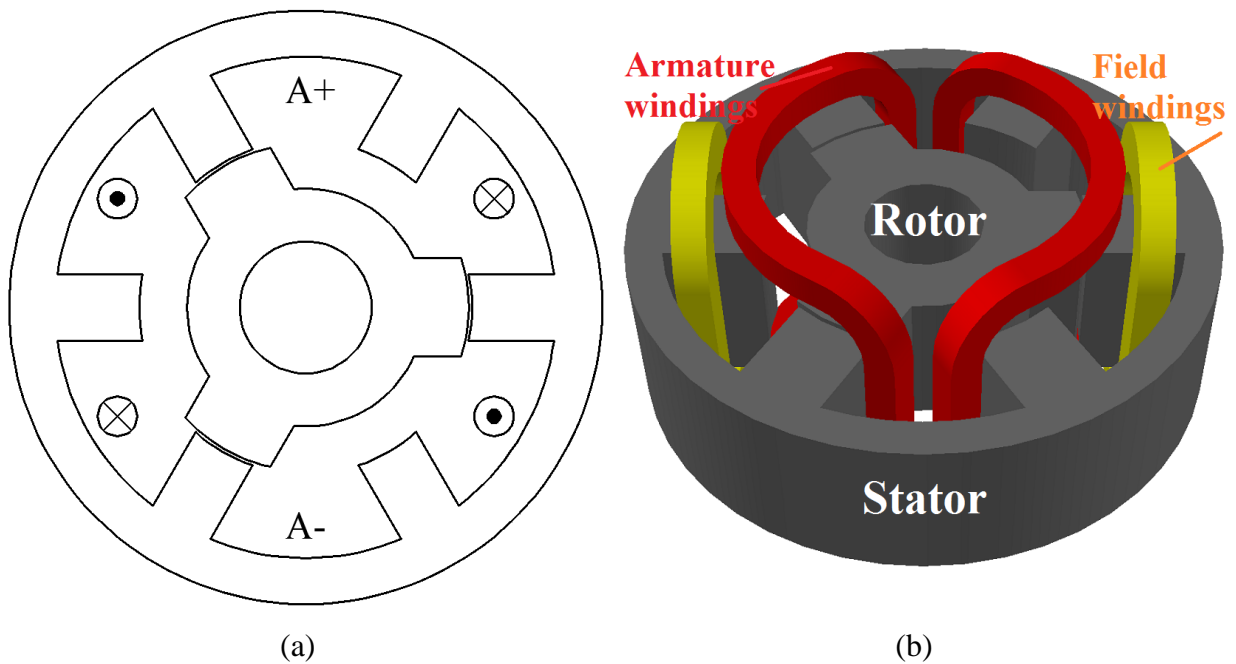 A+
A-
(a)
Armature
windings
Field
windings
Rotor
Stator
(b)